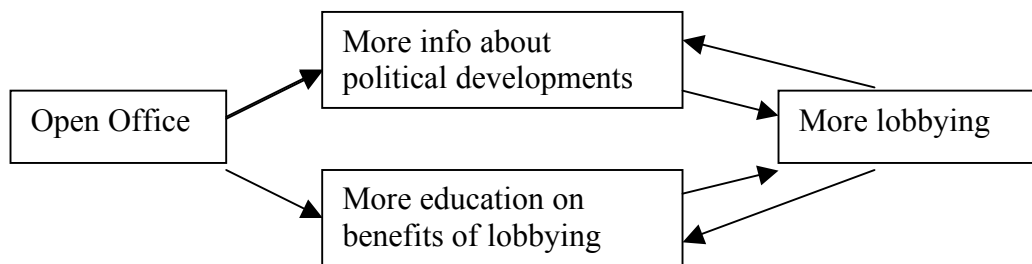 More info about
political developments
Open Office
More lobbying
More education on
benefits of lobbying